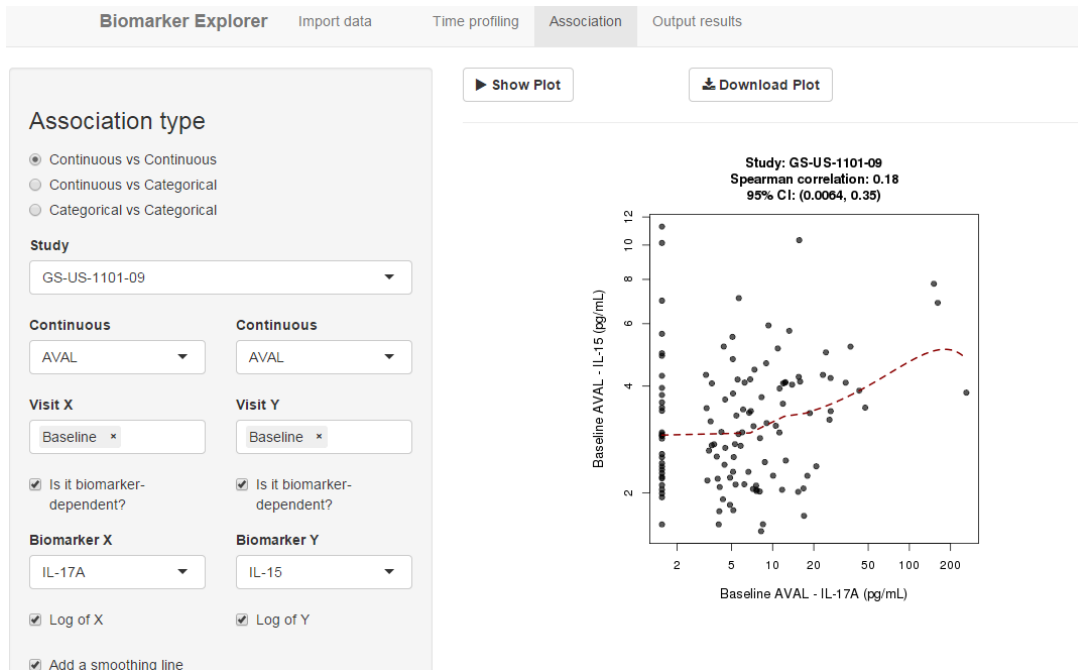 Biomarker Explorer Import data Time profiling Association Output results
Show Plot Download Plot
Association type
Continuous vs Continuous
Continuous vs Categorical
Categorical vs Categorical
Study
GS-US-1101-09
Continuous Continuous
AVAL AVAL
Visit X Visit Y
Baseline × Baseline ×
Is it biomarker- Is it biomarker-
dependent? dependent?
Biomarker X Biomarker Y
IL-17A IL-15
Log of X Log of Y
Add a smoothing line
Study: GS-US-1101-09
Spearman correlation: 0.18
95% CI: (0.0064, 0.35)
Baseline AVAL - IL-15 (pg/mL)
12
10
8
6
4
2
2 5 10 20 50 100 200
Baseline AVAL - IL-17A (pg/mL)